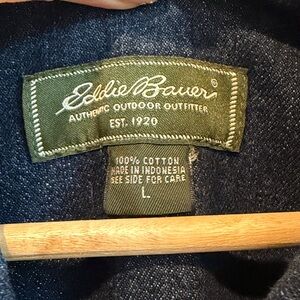 Eddie Bauer®
AUTHENTIC OUTDOOR OUTFITTER
EST. 1920
100% COTTON
MADE IN INDONESIA
SEE SIDE FOR CARE
L